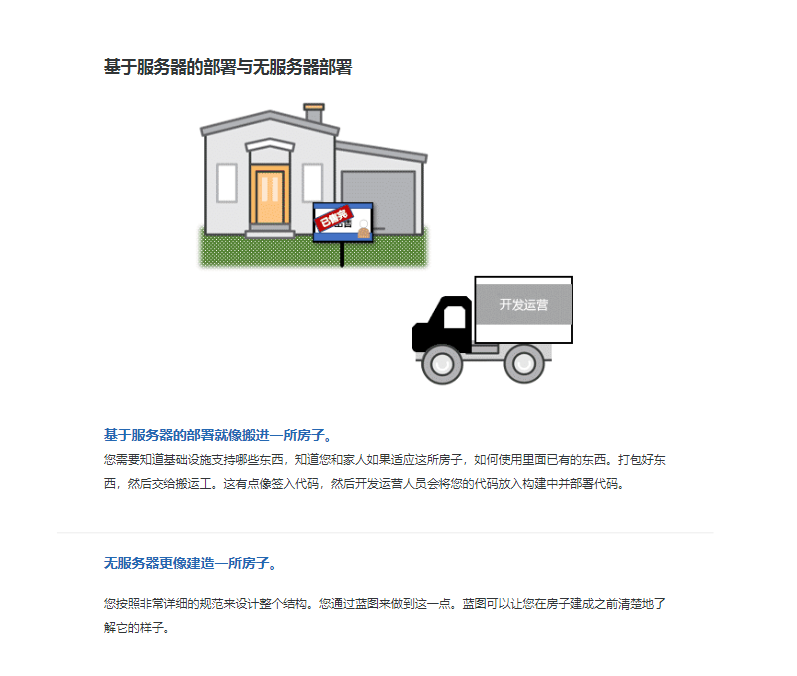 基于服务器的部署与无服务器部署
已售完
出售
开发运营
基于服务器的部署就像搬进一所房子。
您需要知道基础设施支持哪些东西，知道您和家人如果适应这所房子，如何使用里面已有的东西。打包好东
西，然后交给搬运工。这有点像签入代码，然后开发运营人员会将您的代码放入构建中并部署代码。
无服务器更像建造一所房子。
您按照非常详细的规范来设计整个结构。您通过蓝图来做到这一点。蓝图可以让您在房子建成之前清楚地了
解它的样子。